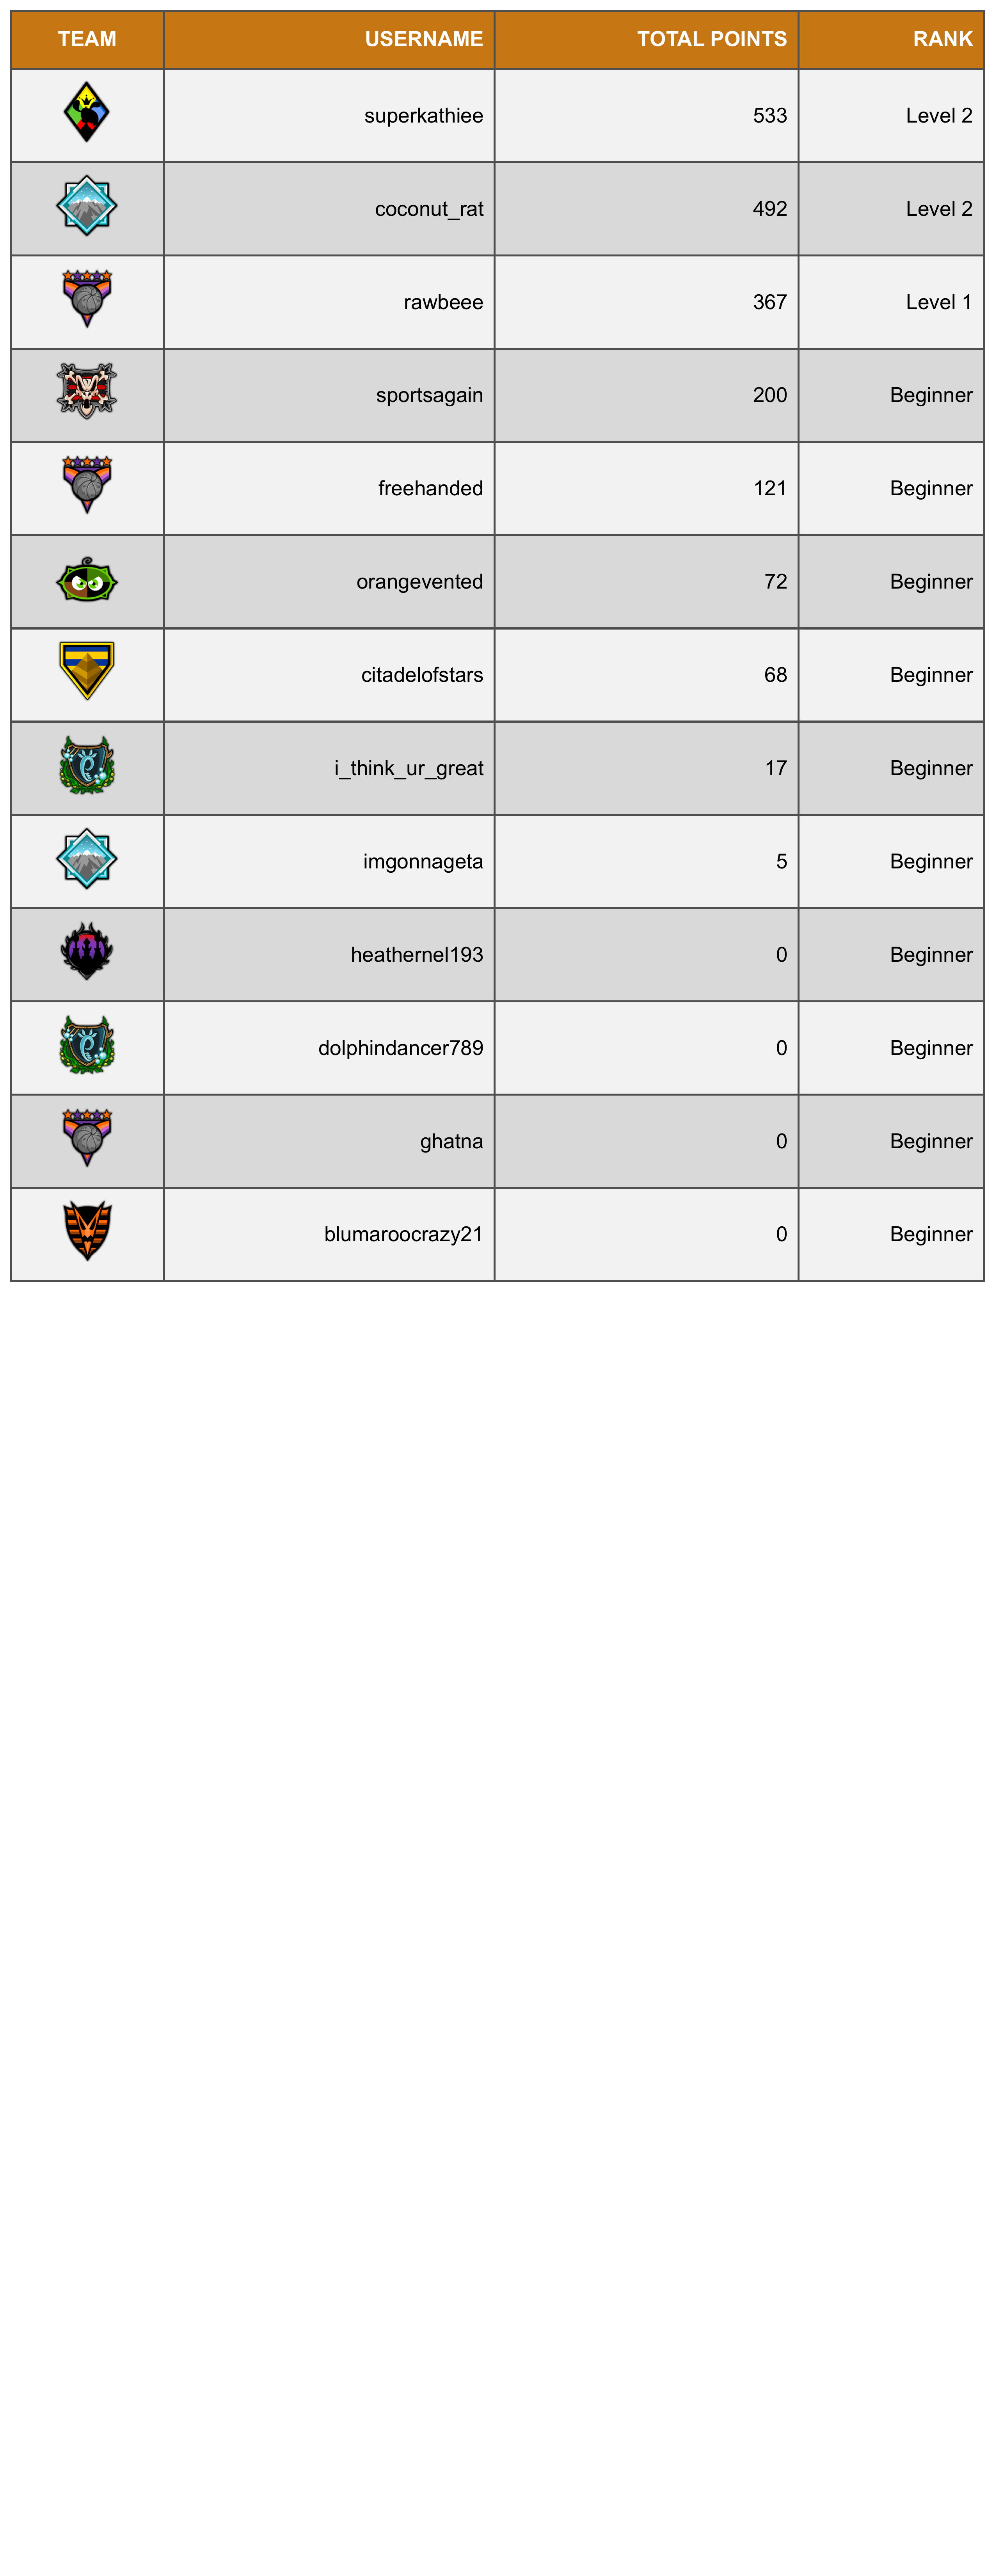 TEAM USERNAME TOTAL POINTS RANK
superkathiee 533 Level 2
coconut_rat 492 Level 2
rawbeee 367 Level 1
sportsagain 200 Beginner
freehanded 121 Beginner
orangevented 72 Beginner
citadelofstars 68 Beginner
i_think_ur_great 17 Beginner
imgonnageta 5 Beginner
heathernel193 0 Beginner
dolphindancer789 0 Beginner
ghatna 0 Beginner
blumaroocrazy21 0 Beginner